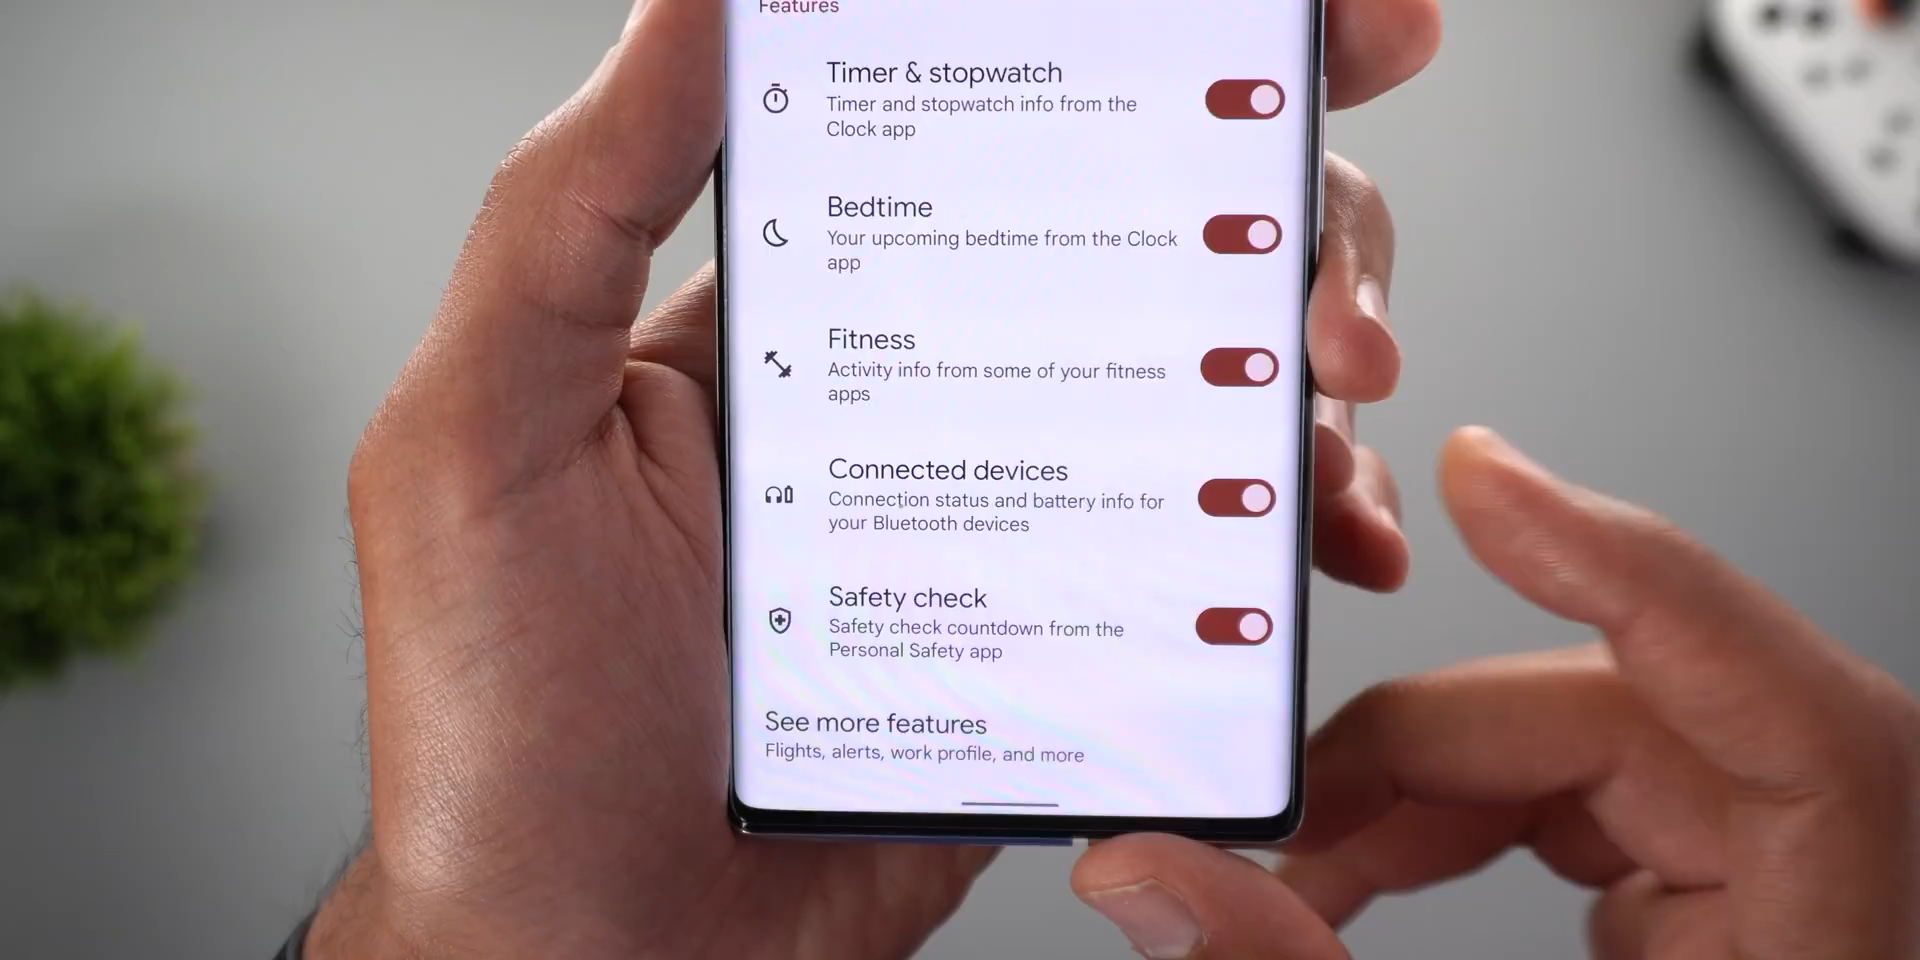 Features
Timer & stopwatch
Timer and stopwatch info from the
Clock app
Bedtime
Your upcoming bedtime from the Clock
app
Fitness
Activity info from some of your fitness
apps
Connected devices
Connection status and battery info for
your Bluetooth devices
Safety check
Safety check countdown from the
Personal Safety app
See more features
Flights, alerts, work profile, and more